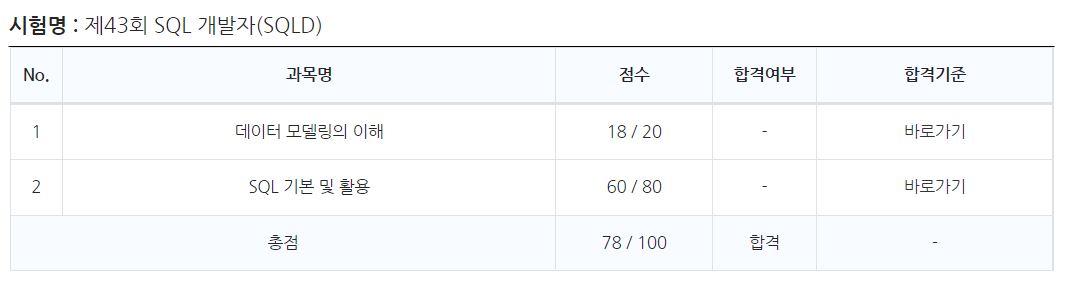 시험명 : 제43회 SQL 개발자(SQLD)
No. 과목명 점수 합격여부 합격기준
1 데이터 모델링의 이해 18 / 20 - 바로가기
2 SQL 기본 및 활용 60 / 80 - 바로가기
총점 78 / 100 합격 -